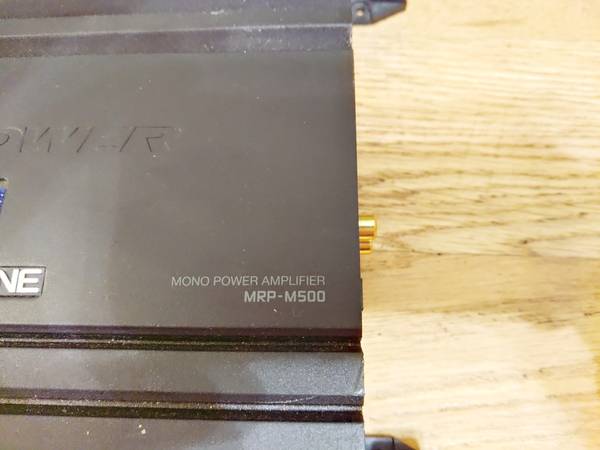 OWER
NE
MONO POWER AMPLIFIER
MRP-M500